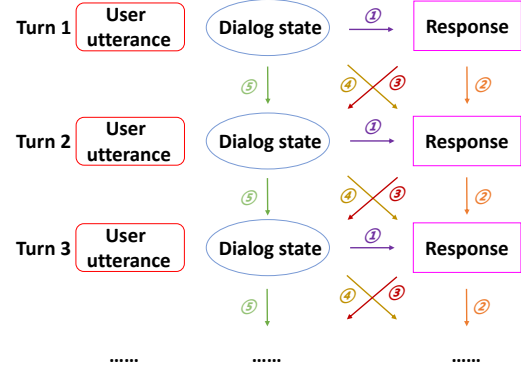 Turn 1
User
utterance
Dialog state
①
Response
⑤
④
③
②
Turn 2
User
utterance
Dialog state
①
Response
⑤
④
③
②
Turn 3
User
utterance
Dialog state
①
Response
⑤
④
③
②
......
......
......